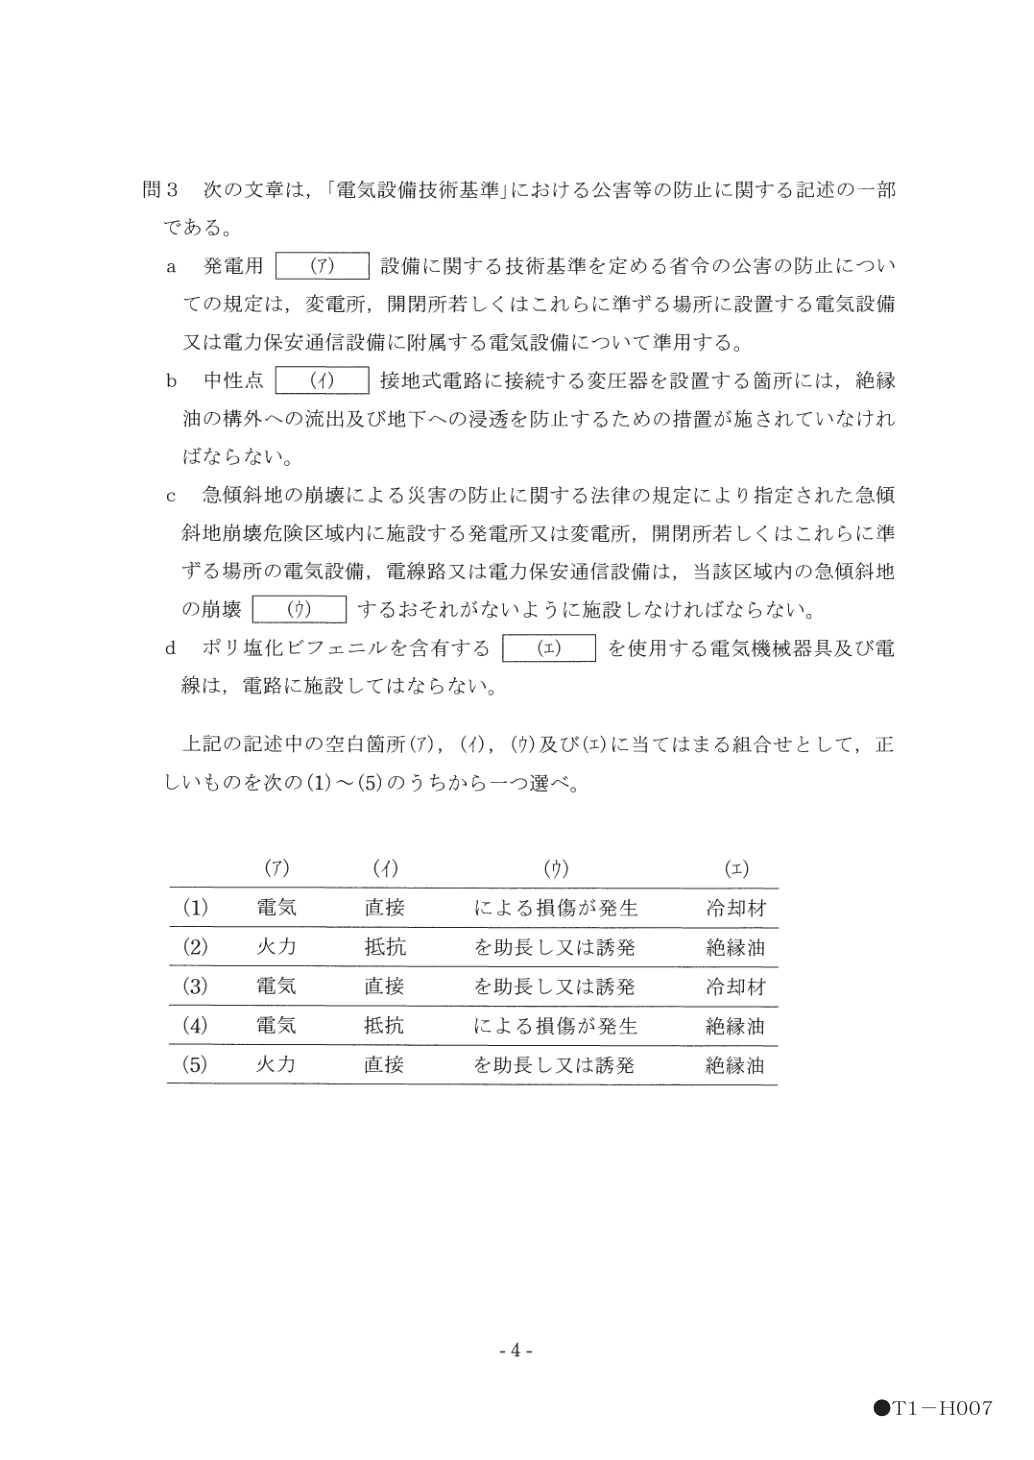 問3 次の文章は，「電気設備技術基準」における公害等の防止に関する記述の一部
である。
a 発電用 (ア) 設備に関する技術基準を定める省令の公害の防止につい
ての規定は，変電所，開閉所若しくはこれらに準ずる場所に設置する電気設備
又は電力保安通信設備に附属する電気設備について準用する。
b 中性点 (イ) 接地式電路に接続する変圧器を設置する箇所には，絶縁
油の構外への流出及び地下への浸透を防止するための措置が施されていなけれ
ばならない。
c 急傾斜地の崩壊による災害の防止に関する法律の規定により指定された急傾
斜地崩壊危険区域内に施設する発電所又は変電所，開閉所若しくはこれらに準
ずる場所の電気設備，電線路又は電力保安通信設備は，当該区域内の急傾斜地
の崩壊 (ウ) するおそれがないように施設しなければならない。
d ポリ塩化ビフェニルを含有する (エ) を使用する電気機械器具及び電
線は，電路に施設してはならない。
上記の記述中の空白箇所(ア)，(イ)，(ウ)及び(エ)に当てはまる組合せとして，正
しいものを次の(1)～(5)のうちから一つ選べ。
(ア) (イ) (ウ) (エ)
(1) 電気 直接 による損傷が発生 冷却材
(2) 火力 抵抗 を助長し又は誘発 絶縁油
(3) 電気 直接 を助長し又は誘発 冷却材
(4) 電気 抵抗 による損傷が発生 絶縁油
(5) 火力 直接 を助長し又は誘発 絶縁油
- 4 -
●T1－H007